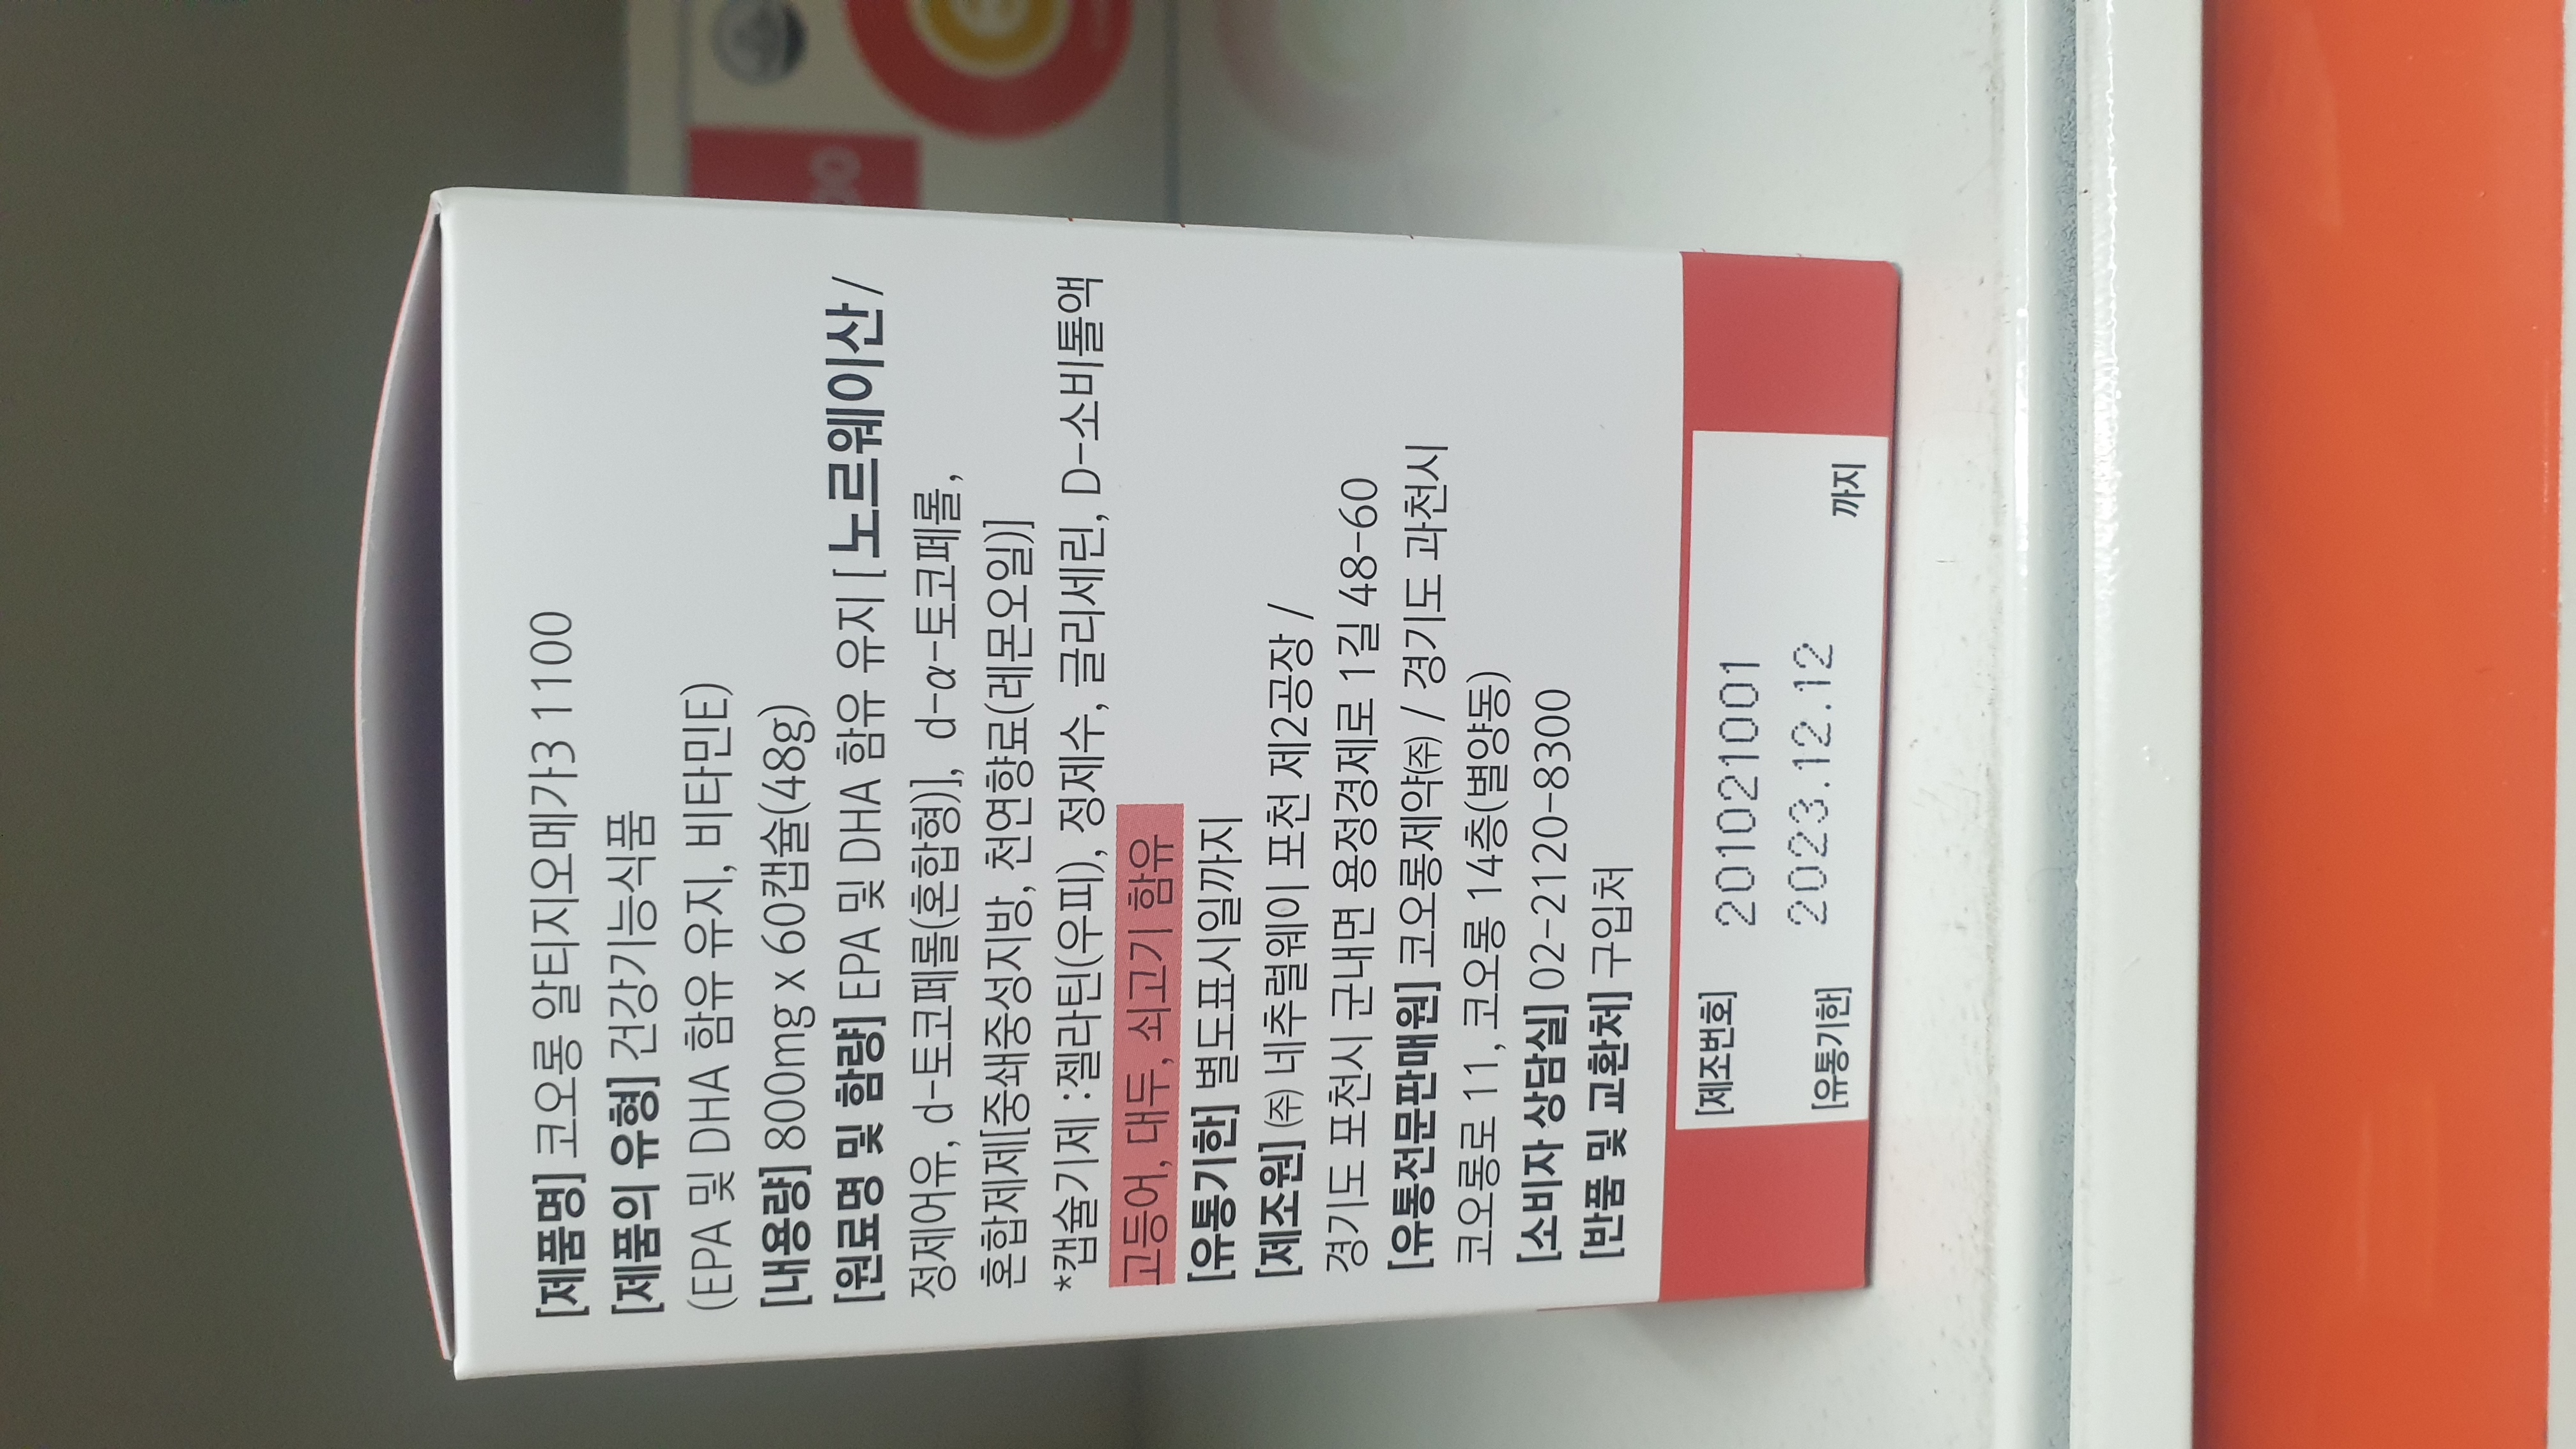 [제품명] 코오롱 알티지오메가3 1100
[제품의 유형] 건강기능식품
(EPA 및 DHA 함유 유지, 비타민E)
[내용량] 800mg x 60캡슐(48g)
[원료명 및 함량] EPA 및 DHA 함유 유지 [노르웨이산 /
정제어유, d-토코페롤(혼합형)], d-α-토코페롤,
혼합제제[중쇄중성지방, 천연향료(레몬오일)]
*캡슐기제 :젤라틴(우피), 정제수, 글리세린, D-소비톨액
고등어, 대두, 쇠고기 함유
[유통기한] 별도표시일까지
[제조원] ㈜ 네추럴웨이 포천 제2공장 /
경기도 포천시 군내면 용정경제로 1길 48-60
[유통전문판매원] 코오롱제약㈜ / 경기도 과천시
코오롱로 11, 코오롱 14층(별양동)
[소비자 상담실] 02-2120-8300
[반품 및 교환처] 구입처
[제조번호] 201021001
[유통기한] 2023.12.12 까지